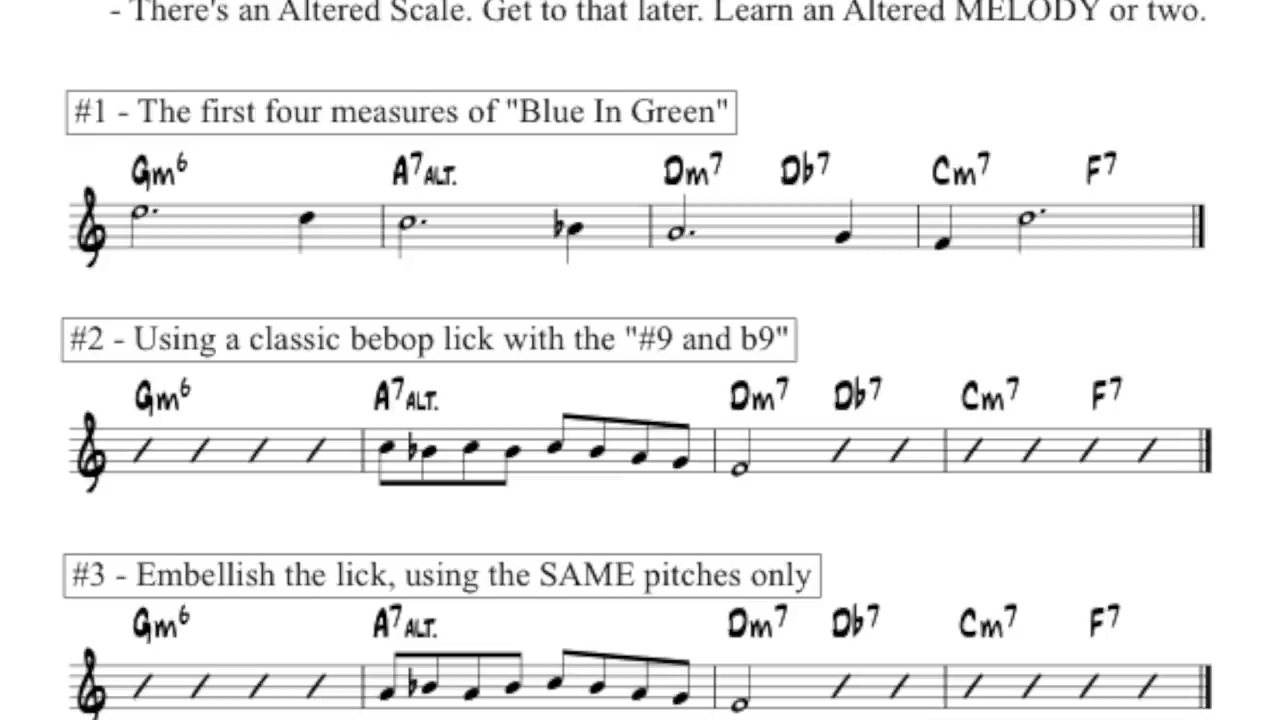 - There's an Altered Scale. Get to that later. Learn an Altered MELODY or two.
#1 - The first four measures of "Blue In Green"
Gm6 A7ALT. Dm7 Db7 Cm7 F7
#2 - Using a classic bebop lick with the "#9 and b9"
Gm6 A7ALT. Dm7 Db7 Cm7 F7
#3 - Embellish the lick, using the SAME pitches only
Gm6 A7ALT. Dm7 Db7 Cm7 F7